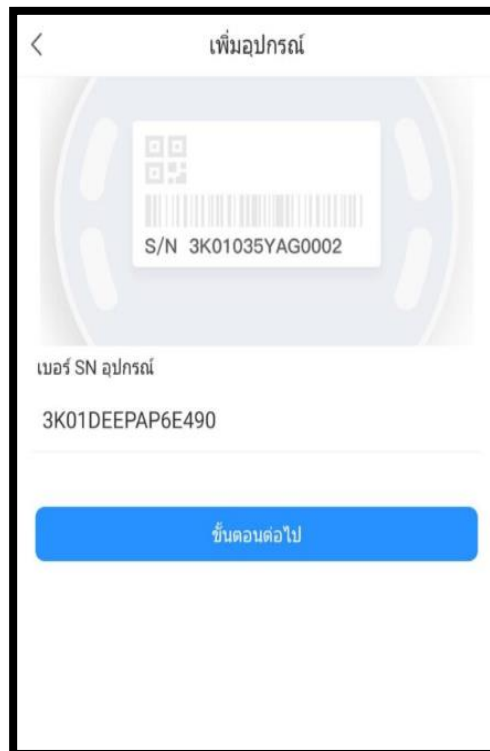 เพิ่มอุปกรณ์
S/N 3K01035YAG0002
เบอร์ SN อุปกรณ์
3K01DEEPAP6E490
ขั้นตอนต่อไป